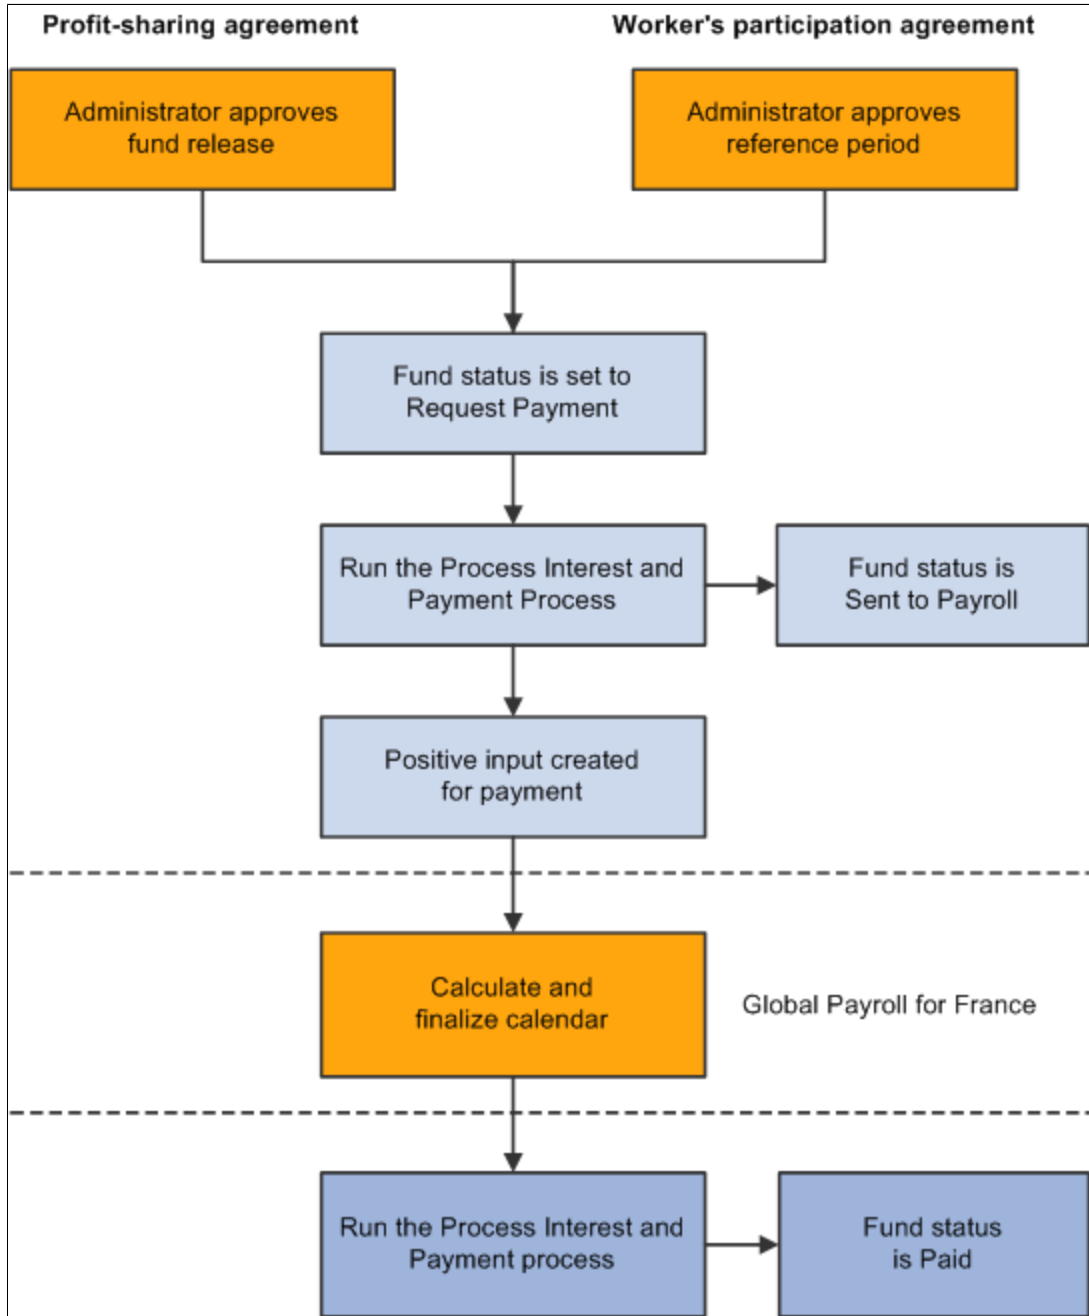 Profit-sharing agreement
Worker's participation agreement
Administrator approves
fund release
Administrator approves
reference period
Fund status is set to
Request Payment
Run the Process Interest and
Payment Process
Fund status is
Sent to Payroll
Positive input created
for payment
Calculate and
finalize calendar
Global Payroll for France
Run the Process Interest and
Payment process
Fund status
is Paid